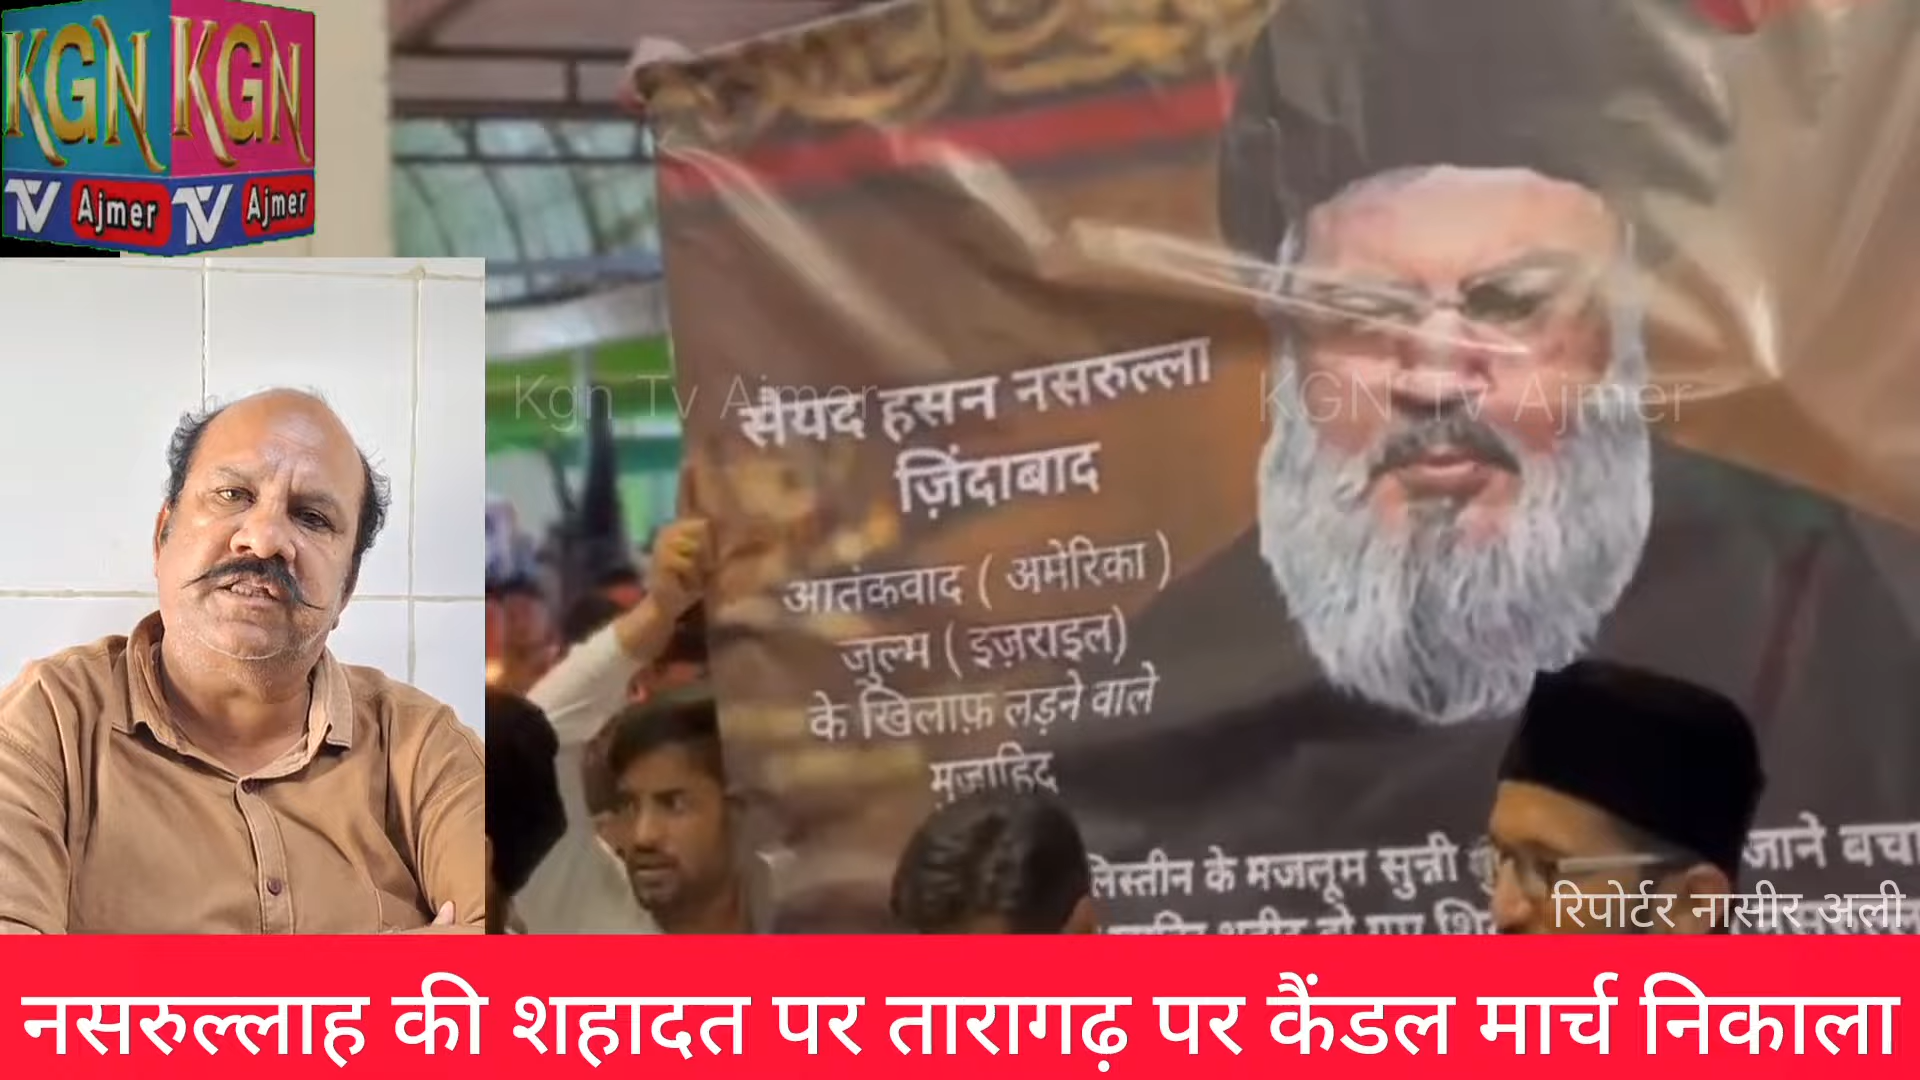 KGN KGN
TV Ajmer TV Ajmer
Kgn Tv Ajmer KGN Tv Ajmer
सैयद हसन नसरुल्ला
ज़िंदाबाद
आतंकवाद ( अमेरिका )
जुल्म ( इज़राइल)
के खिलाफ़ लड़ने वाले
मुजाहिद
लिस्तीन के मजलूम सुन्नी जाने बचा
रिपोर्टर नासीर अली
नसरुल्लाह की शहादत पर तारागढ़ पर कैंडल मार्च निकाला